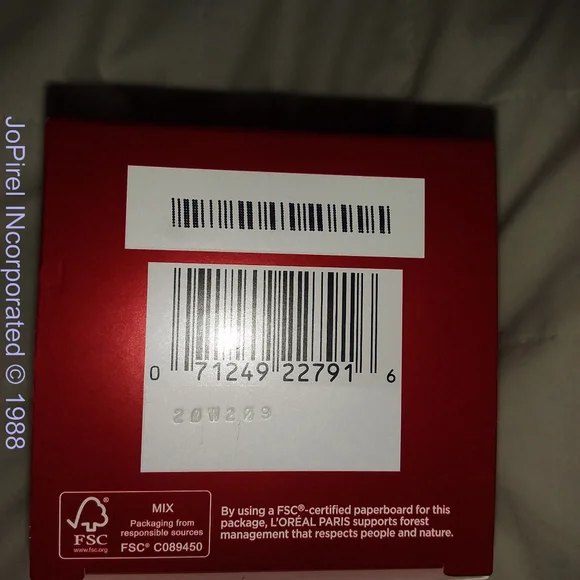 JoPirel INcorporated © 1988
0 71249 22791 6
20W209
FSC
www.fsc.org
MIX
Packaging from
responsible sources
FSC® C089450
By using a FSC®-certified paperboard for this
package, L'ORÉAL PARIS supports forest
management that respects people and nature.